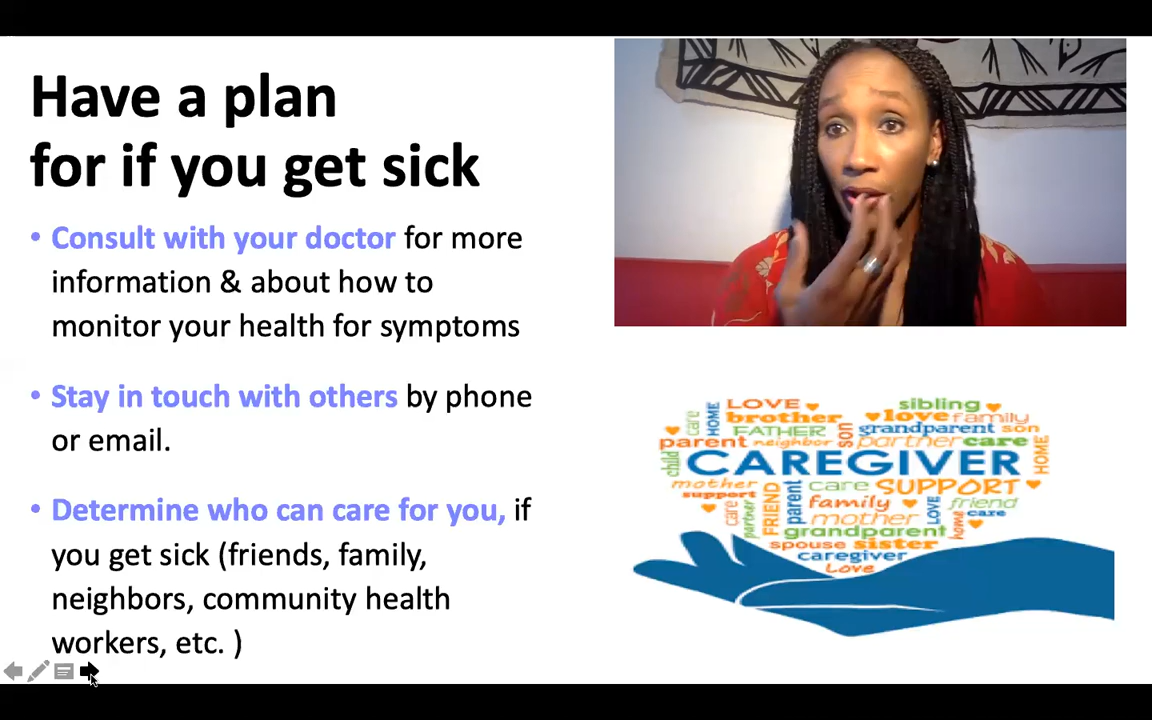 Have a plan
for if you get sick
• Consult with your doctor for more
information & about how to
monitor your health for symptoms
• Stay in touch with others by phone
or email.
• Determine who can care for you, if
you get sick (friends, family,
neighbors, community health
workers, etc. )
care
HOME
LOVE
brother
FATHER
parent
neighbor
son
sibling
love family
grandparent son
partner care
HOME
child
CAREGIVER
mother
support
care
partner
FRIEND
parent
care SUPPORT
family
LOVE
friend
mother
home
care
grandparent
spouse sister
caregiver
Love